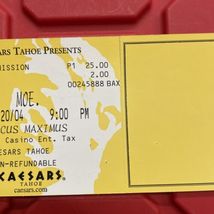 ARS TAHOE PRESENTS
MISSION P1 25.00
2.00
00245888 BAX
MOE.
20/04 9:00 PM
CUS MAXIMUS
Casino Ent. Tax
ESARS TAHOE
N-REFUNDABLE
CAESARS
TAHOE
caesars.com